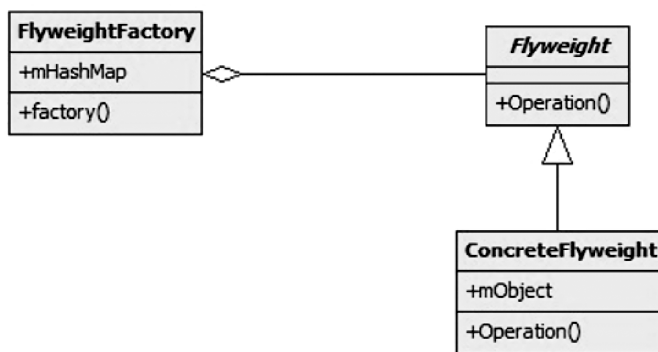 FlyweightFactory
+mHashMap
+factory()
Flyweight
+Operation()
ConcreteFlyweight
+mObject
+Operation()